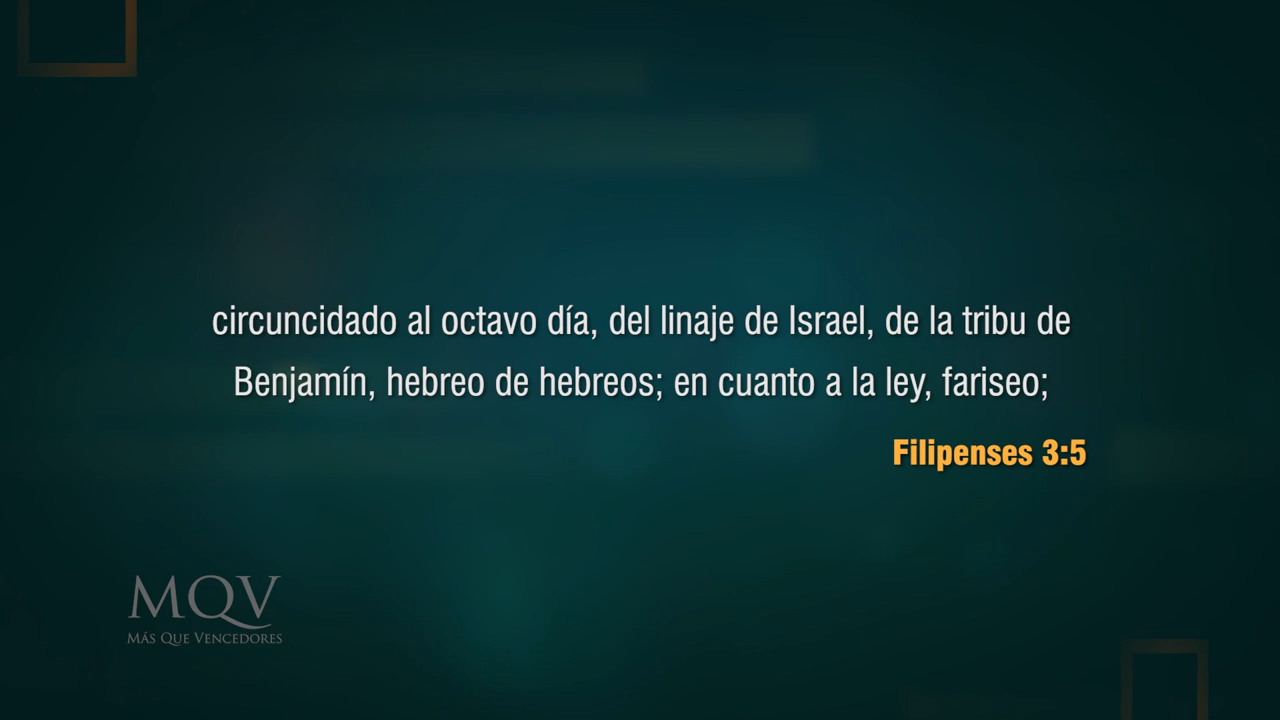 circuncidado al octavo día, del linaje de Israel, de la tribu de
Benjamín, hebreo de hebreos; en cuanto a la ley, fariseo;
Filipenses 3:5
MQV
MÁS QUE VENCEDORES